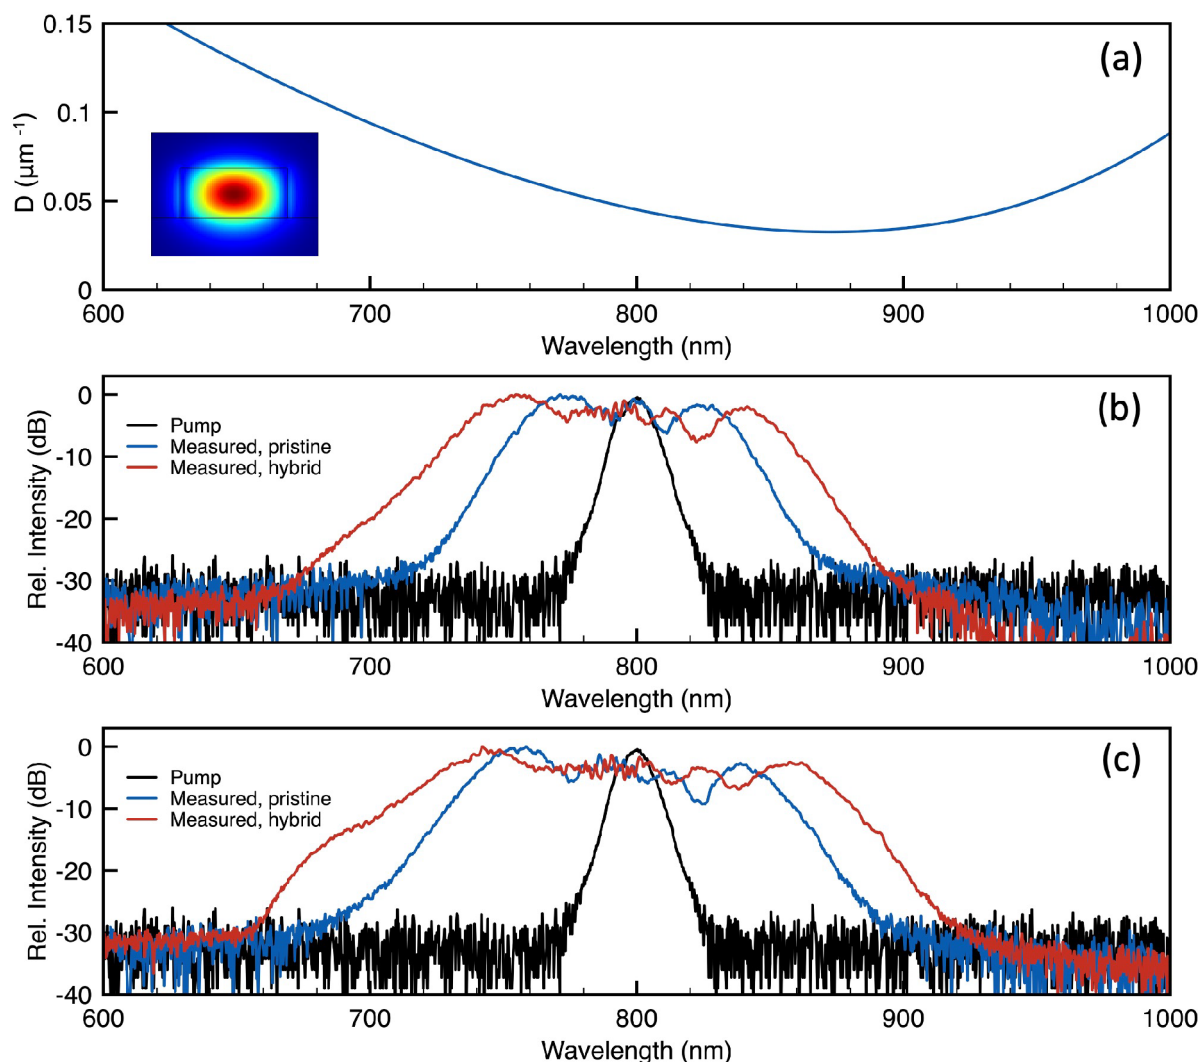 0.15
(a)
0.1
D (µm ⁻¹)
0.05
0
600
700
800
900
1000
Wavelength (nm)
0
(b)
Pump
Measured, pristine
-10
Measured, hybrid
Rel. Intensity (dB)
-20
-30
-40
600
700
800
900
1000
Wavelength (nm)
0
(c)
Pump
Measured, pristine
-10
Measured, hybrid
Rel. Intensity (dB)
-20
-30
-40
600
700
800
900
1000
Wavelength (nm)